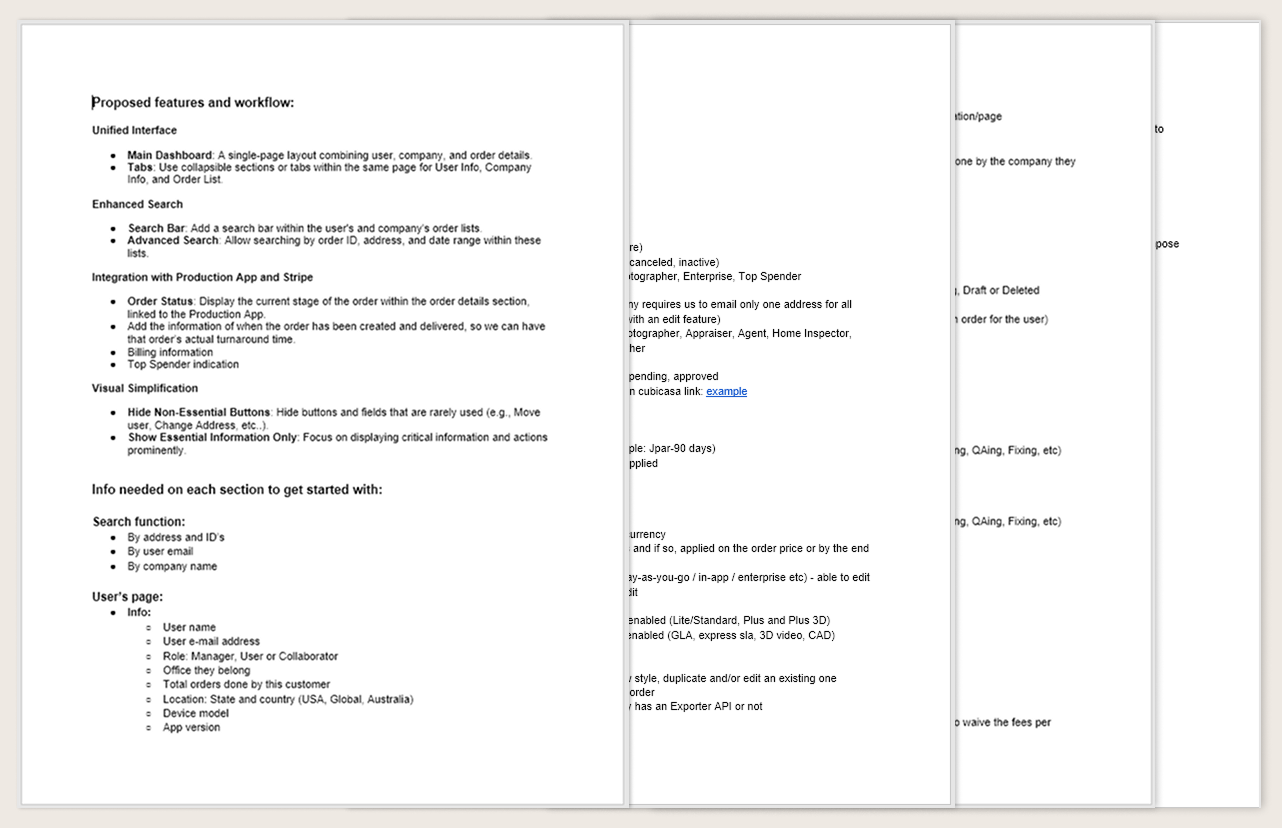 Proposed features and workflow:
Unified Interface
● Main Dashboard: A single-page layout combining user, company, and order details.
● Tabs: Use collapsible sections or tabs within the same page for User Info, Company
Info, and Order List.
Enhanced Search
● Search Bar: Add a search bar within the user's and company's order lists.
● Advanced Search: Allow searching by order ID, address, and date range within these
lists.
Integration with Production App and Stripe
● Order Status: Display the current stage of the order within the order details section,
linked to the Production App.
● Add the information of when the order has been created and delivered, so we can have
that order's actual turnaround time.
● Billing information
● Top Spender indication
Visual Simplification
● Hide Non-Essential Buttons: Hide buttons and fields that are rarely used (e.g., Move
user, Change Address, etc..).
● Show Essential Information Only: Focus on displaying critical information and actions
prominently.
Info needed on each section to get started with:
Search function:
● By address and ID's
● By user email
● By company name
User's page:
● Info:
○ User name
○ User e-mail address
○ Role: Manager, User or Collaborator
○ Office they belong
○ Total orders done by this customer
○ Location: State and country (USA, Global, Australia)
○ Device model
○ App version
re)
canceled, inactive)
tographer, Enterprise, Top Spender
ny requires us to email only one address for all
with an edit feature)
otographer, Appraiser, Agent, Home Inspector,
her
pending, approved
n cubicasa link: example
ple: Jpar-90 days)
pplied
urrency
and if so, applied on the order price or by the end
ay-as-you-go / in-app / enterprise etc) - able to edit
dit
enabled (Lite/Standard, Plus and Plus 3D)
enabled (GLA, express sla, 3D video, CAD)
style, duplicate and/or edit an existing one
order
has an Exporter API or not
ation/page
one by the company they
, Draft or Deleted
order for the user)
ng, QAing, Fixing, etc)
ng, QAing, Fixing, etc)
o waive the fees per
to
pose